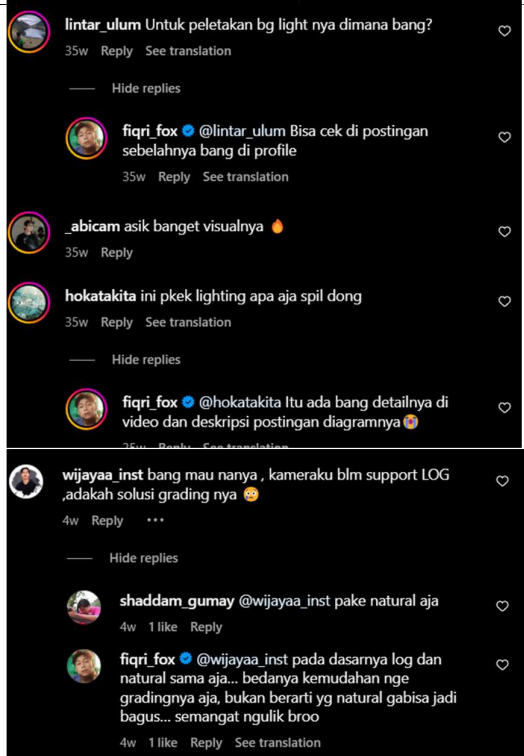 lintar_ulum Untuk peletakan bg light nya dimana bang?
35w Reply See translation
Hide replies
fiqri_fox @lintar_ulum Bisa cek di postingan
sebelahnya bang di profile
35w Reply See translation
_abicam asik banget visualnya 🔥
35w Reply
hokatakita ini pkek lighting apa aja spil dong
35w Reply See translation
Hide replies
fiqri_fox @hokatakita Itu ada bang detailnya di
video dan deskripsi postingan diagramnya😭
35w Reply See translation
wijayaa_inst bang mau nanya , kameraku blm support LOG
,adakah solusi grading nya 😳
4w Reply •••
Hide replies
shaddam_gumay @wijayaa_inst pake natural aja
4w 1 like Reply
fiqri_fox @wijayaa_inst pada dasarnya log dan
natural sama aja... bedanya kemudahan nge
gradingnya aja, bukan berarti yg natural gabisa jadi
bagus... semangat ngulik broo
4w 1 like Reply See translation